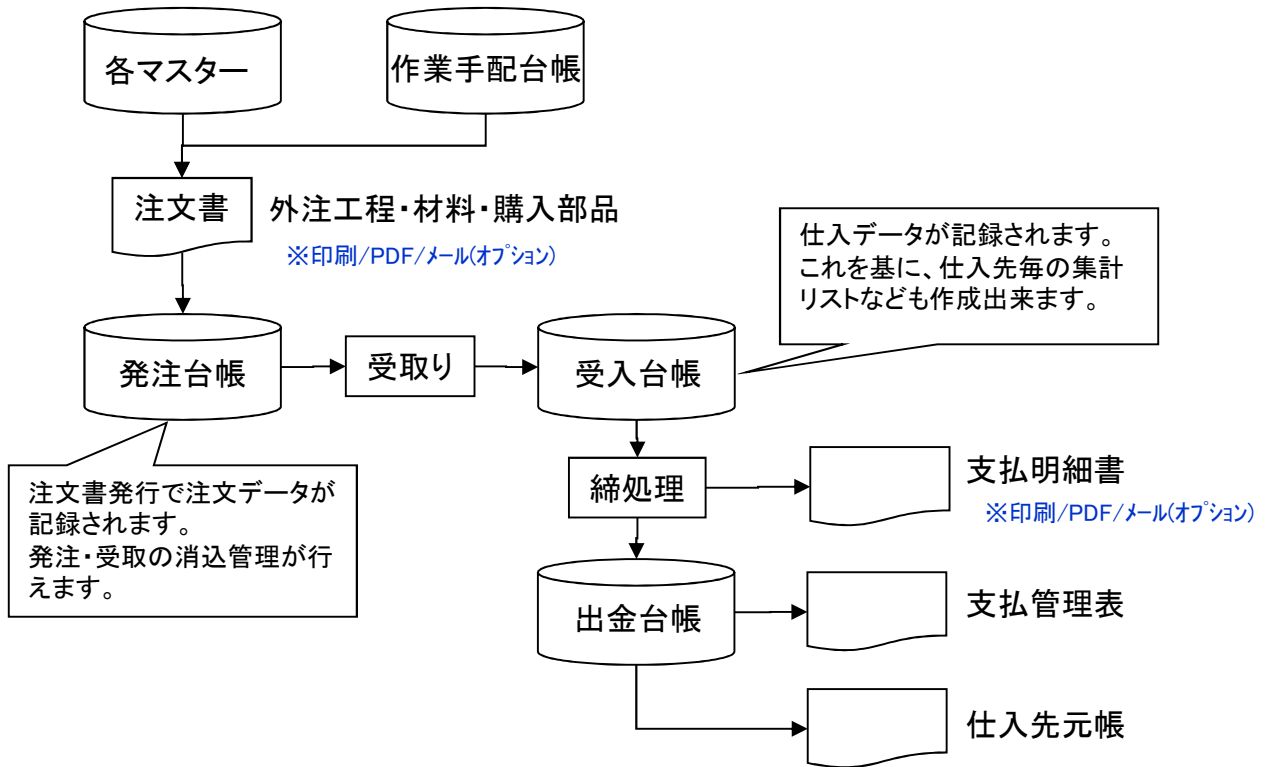 各マスター
作業手配台帳
注文書
外注工程・材料・購入部品
※印刷/PDF/メール(オプション)
仕入データが記録されます。
これを基に、仕入先毎の集計
リストなども作成出来ます。
発注台帳
受取り
受入台帳
注文書発行で注文データが
記録されます。
発注・受取の消込管理が行
えます。
締処理
支払明細書
※印刷/PDF/メール(オプション)
出金台帳
支払管理表
仕入先元帳